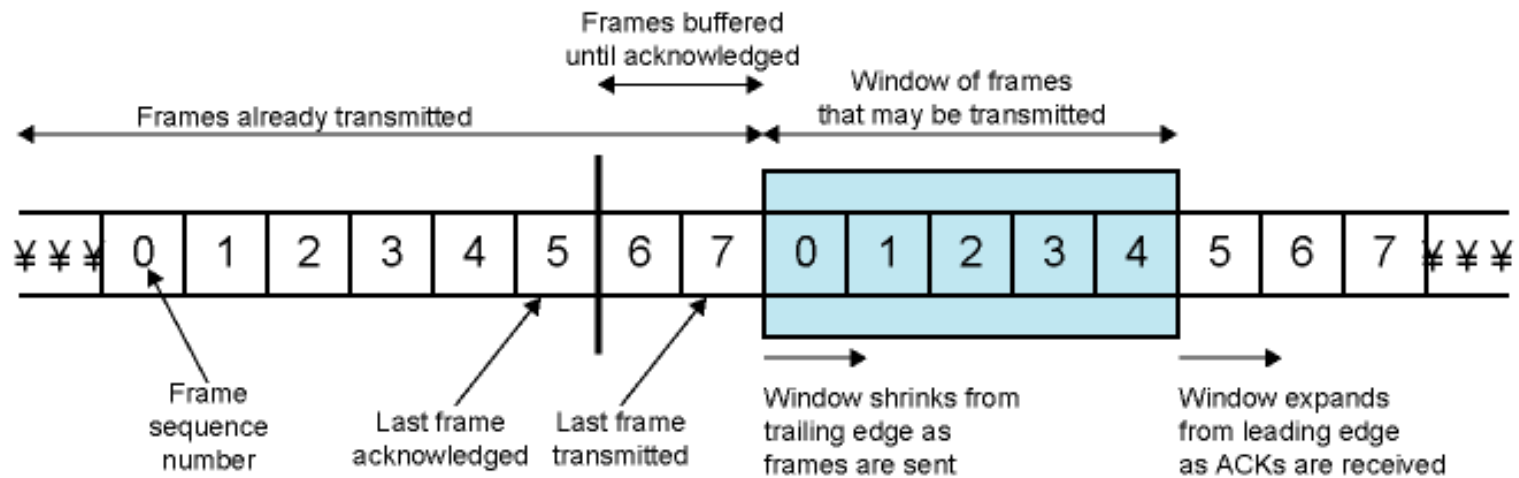 Frames buffered
until acknowledged
Window of frames
that may be transmitted
Frames already transmitted
¥ ¥ ¥ 0 1 2 3 4 5 6 7 0 1 2 3 4 5 6 7 ¥ ¥ ¥
Frame
sequence
number
Last frame
acknowledged
Last frame
transmitted
Window shrinks from
trailing edge as
frames are sent
Window expands
from leading edge
as ACKs are received